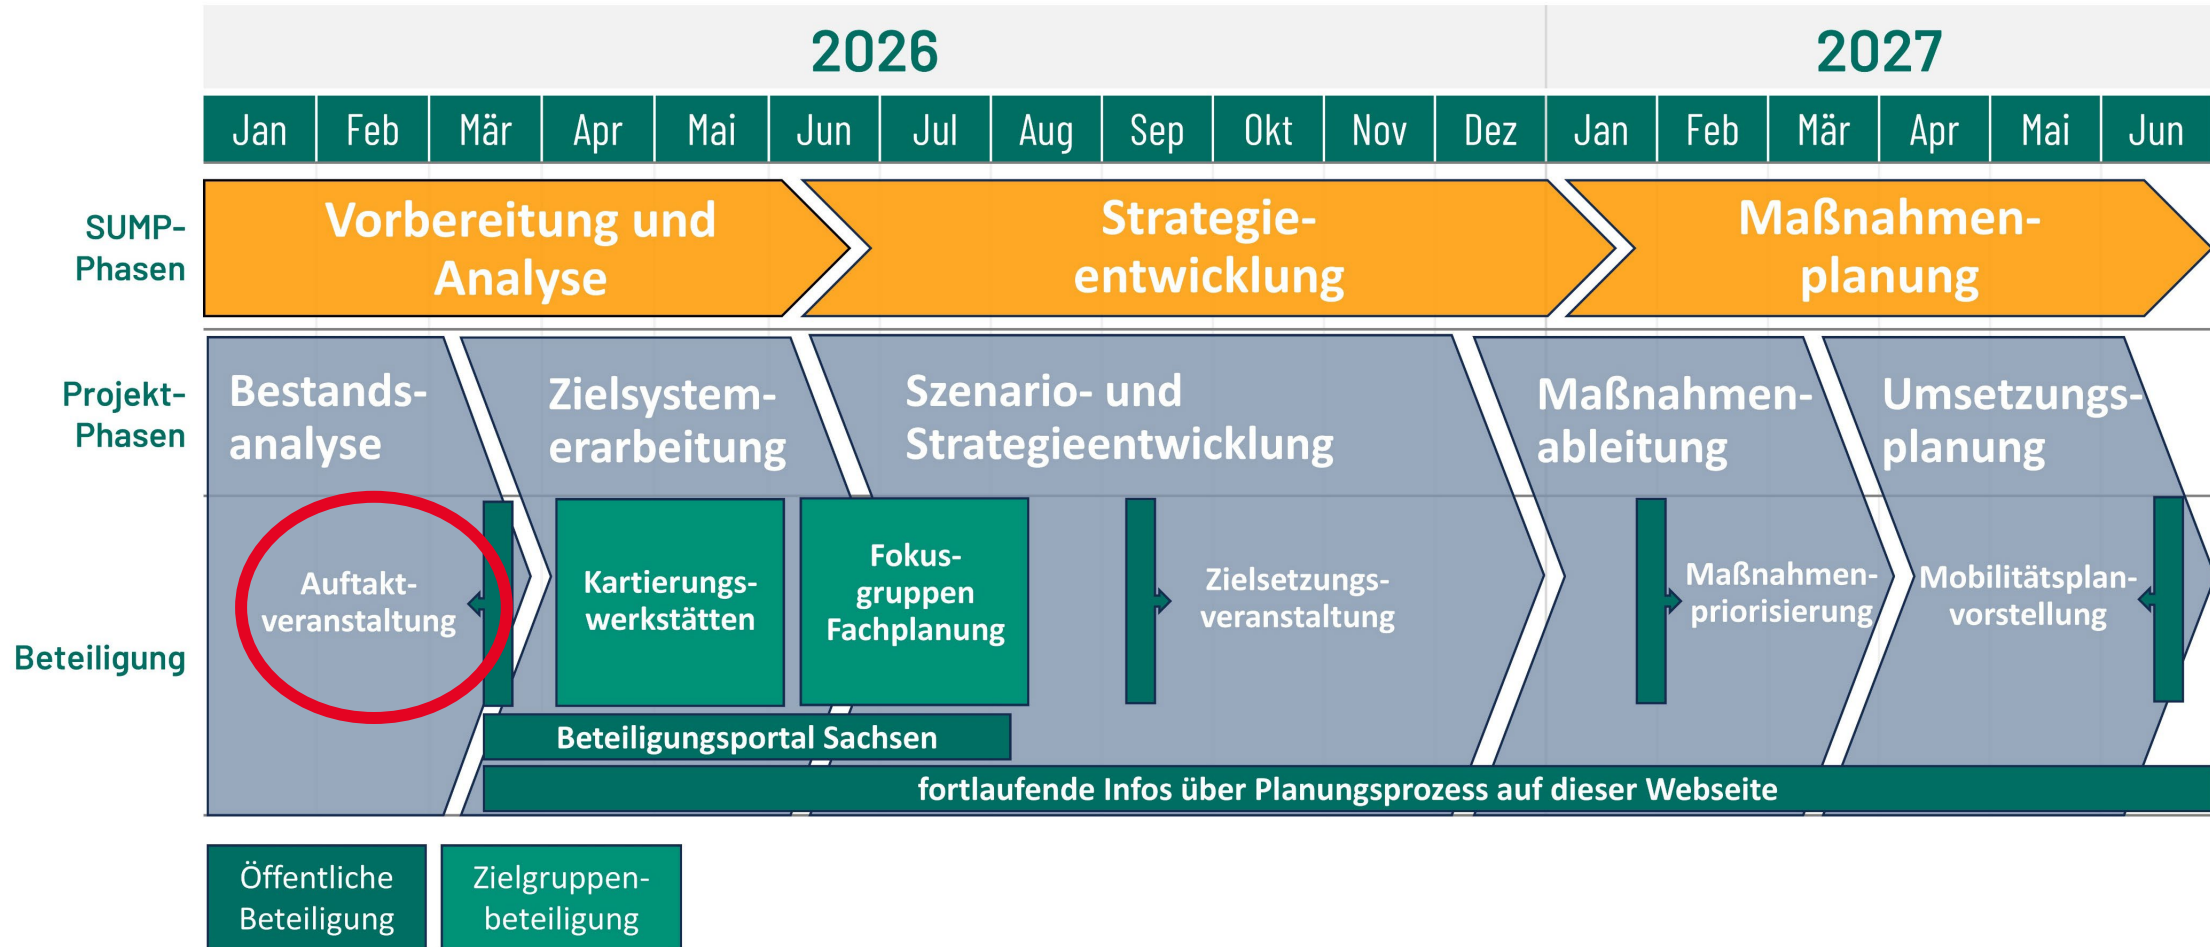 2026
2027
Jan Feb Mär Apr Mai Jun Jul Aug Sep Okt Nov Dez Jan Feb Mär Apr Mai Jun
SUMP-
Phasen
Vorbereitung und
Analyse
Strategie-
entwicklung
Maßnahmen-
planung
Projekt-
Phasen
Bestands-
analyse
Zielsystem-
erarbeitung
Szenario- und
Strategieentwicklung
Maßnahmen-
ableitung
Umsetzungs-
planung
Beteiligung
Auftakt-
veranstaltung
Kartierungs-
werkstätten
Fokus-
gruppen
Fachplanung
Zielsetzungs-
veranstaltung
Maßnahmen-
priorisierung
Mobilitätsplan-
vorstellung
Beteiligungsportal Sachsen
fortlaufende Infos über Planungsprozess auf dieser Webseite
Öffentliche
Beteiligung
Zielgruppen-
beteiligung